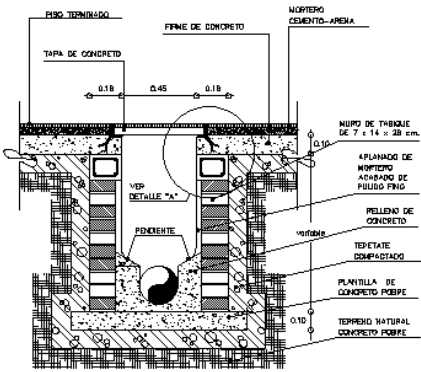 PISO TERMINADO
MORTERO
CEMENTO-ARENA
FIRME DE CONCRETO
TAPA DE CONCRETO
0.18
0.45
0.18
MURO DE TABIQUE
DE 7 x 14 x 28 cm.
0.10
APLANADO DE
MORTERO
ACABADO DE
PULIDO FINO
VER
DETALLE "A"
RELLENO DE
CONCRETO
PENDIENTE
variable
TEPETATE
COMPACTADO
PLANTILLA DE
CONCRETO POBRE
0.10
TERRENO NATURAL
CONCRETO POBRE